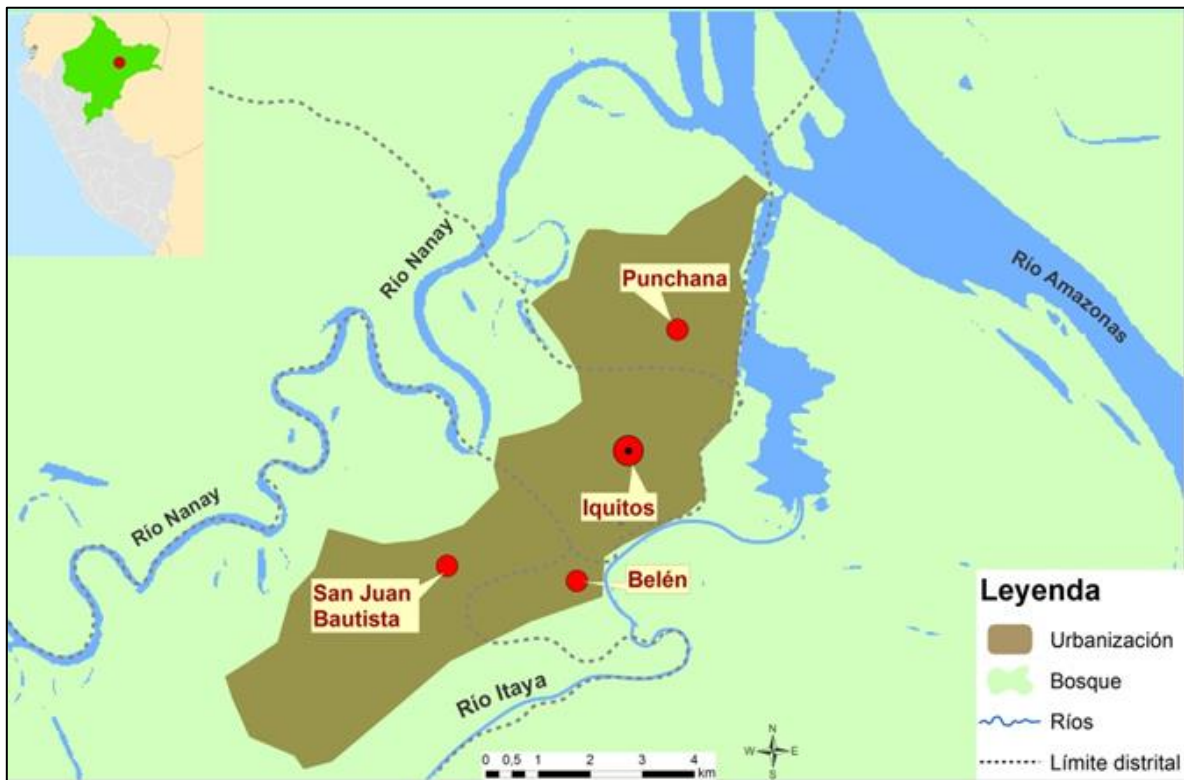 Río Nanay
Río Amazonas
Punchana
Río Nanay
Iquitos
San Juan
Bautista
Belén
Río Itaya
Leyenda
Urbanización
Bosque
Ríos
Límite distrital
N
W E
S
0 0,5 1 2 3 4
km